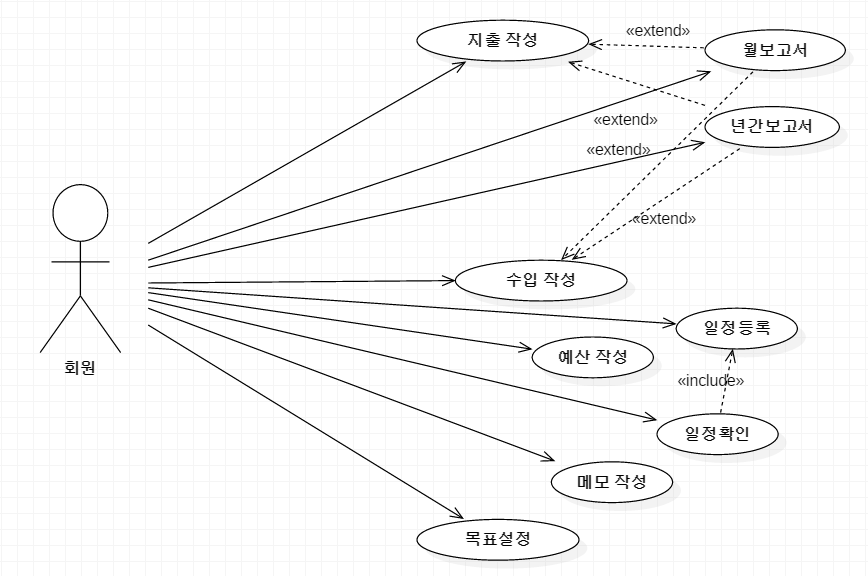 지출 작성
«extend»
월보고서
«extend»
년간보고서
«extend»
«extend»
회원
수입 작성
일정등록
예산 작성
«include»
일정확인
메모 작성
목표설정